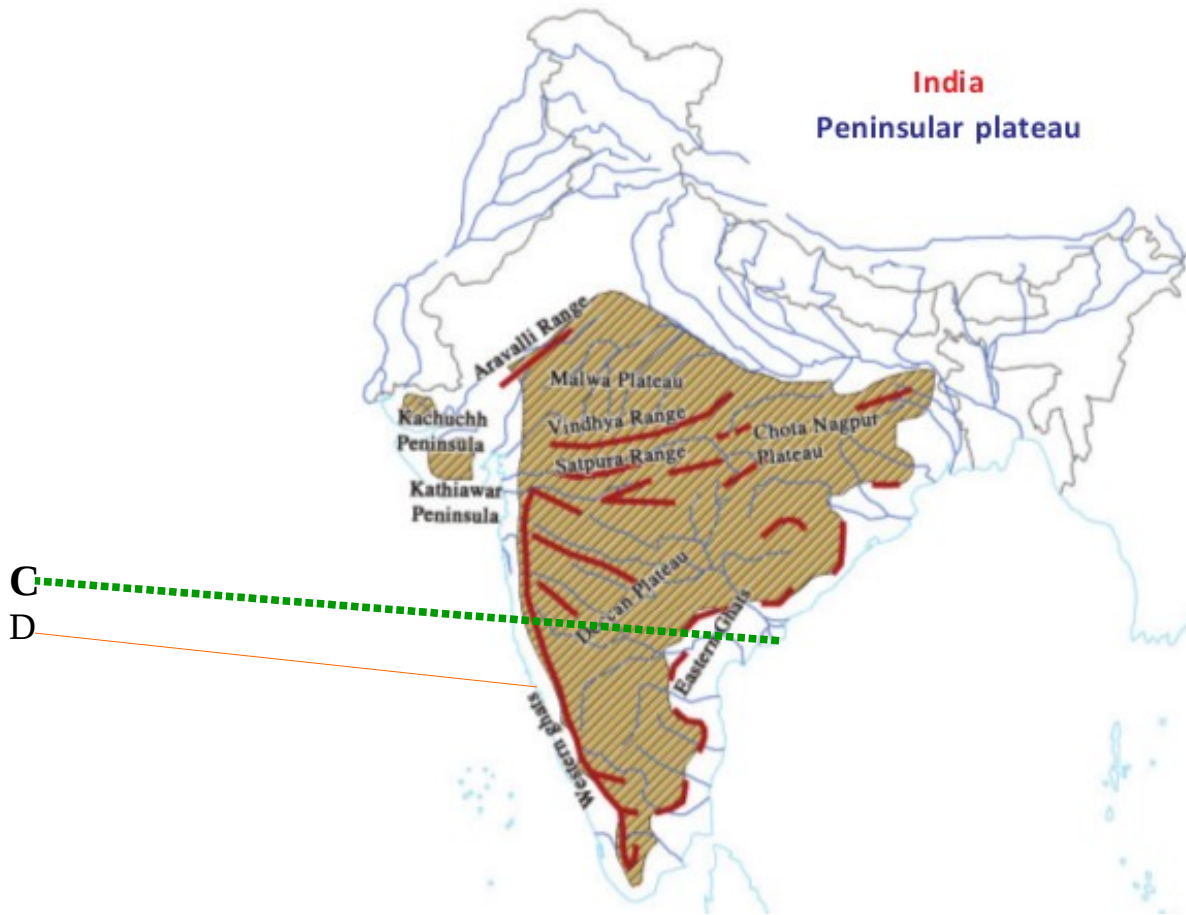 India
Peninsular plateau
Aravalli Range
Malwa Plateau
Kachuchh
Peninsula
Vindhya Range
Chota Nagpur
Plateau
Satpura Range
Kathiawar
Peninsula
C
D
Deccan Plateau
Eastern Ghats
Western ghats